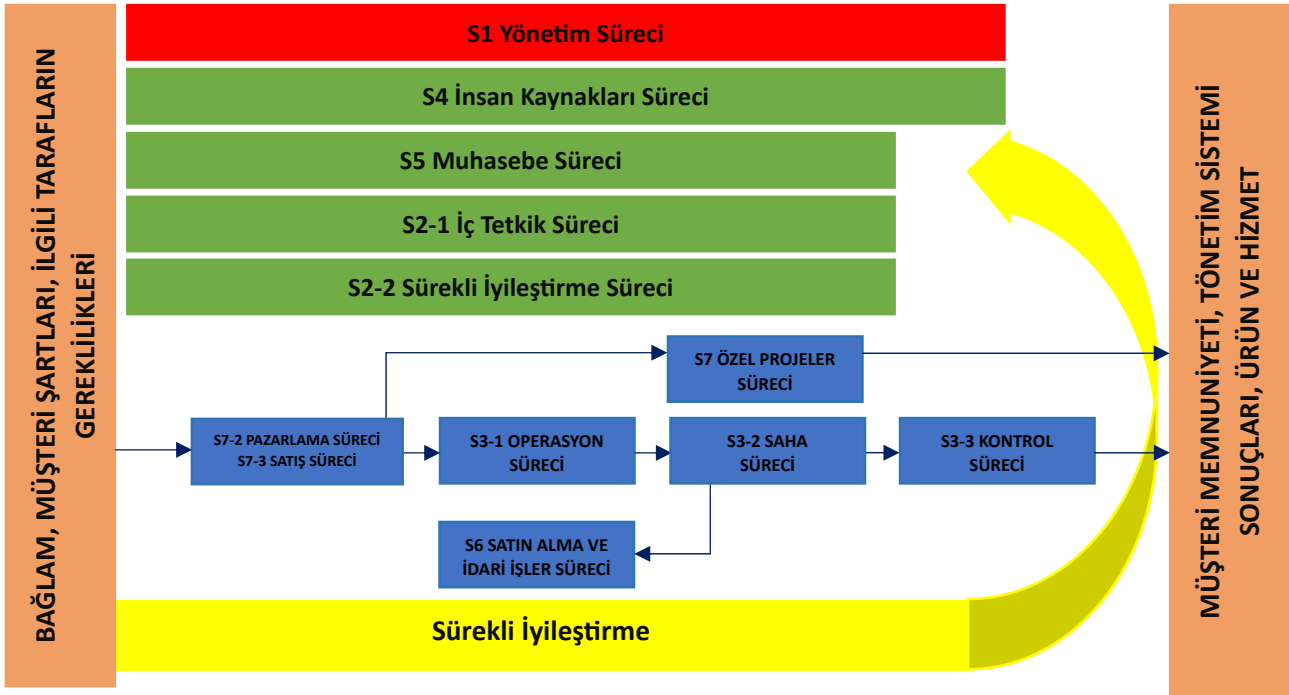 BAĞLAM, MÜŞTERİ ŞARTLARI, İLGİLİ TARAFLARIN
GEREKLİLİKLERİ
S1 Yönetim Süreci
S4 İnsan Kaynakları Süreci
S5 Muhasebe Süreci
S2-1 İç Tetkik Süreci
S2-2 Sürekli İyileştirme Süreci
S7 ÖZEL PROJELER
SÜRECİ
S7-2 PAZARLAMA SÜRECİ
S7-3 SATIŞ SÜRECİ
S3-1 OPERASYON
SÜRECİ
S3-2 SAHA
SÜRECİ
S3-3 KONTROL
SÜRECİ
S6 SATIN ALMA VE
İDARİ İŞLER SÜRECİ
Sürekli İyileştirme
MÜŞTERİ MEMNUNİYETİ, TÖNETİM SİSTEMİ
SONUÇLARI, ÜRÜN VE HİZMET